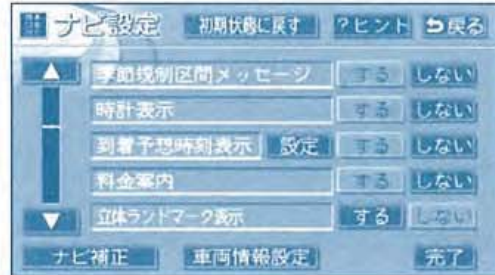 ナビ設定 初期状態に戻す ?ヒント 戻る
季節規制区間メッセージ する しない
時計表示 する しない
到着予想時刻表示 設定 する しない
料金案内 する しない
立体ランドマーク表示 する しない
ナビ補正 車両情報設定 完了